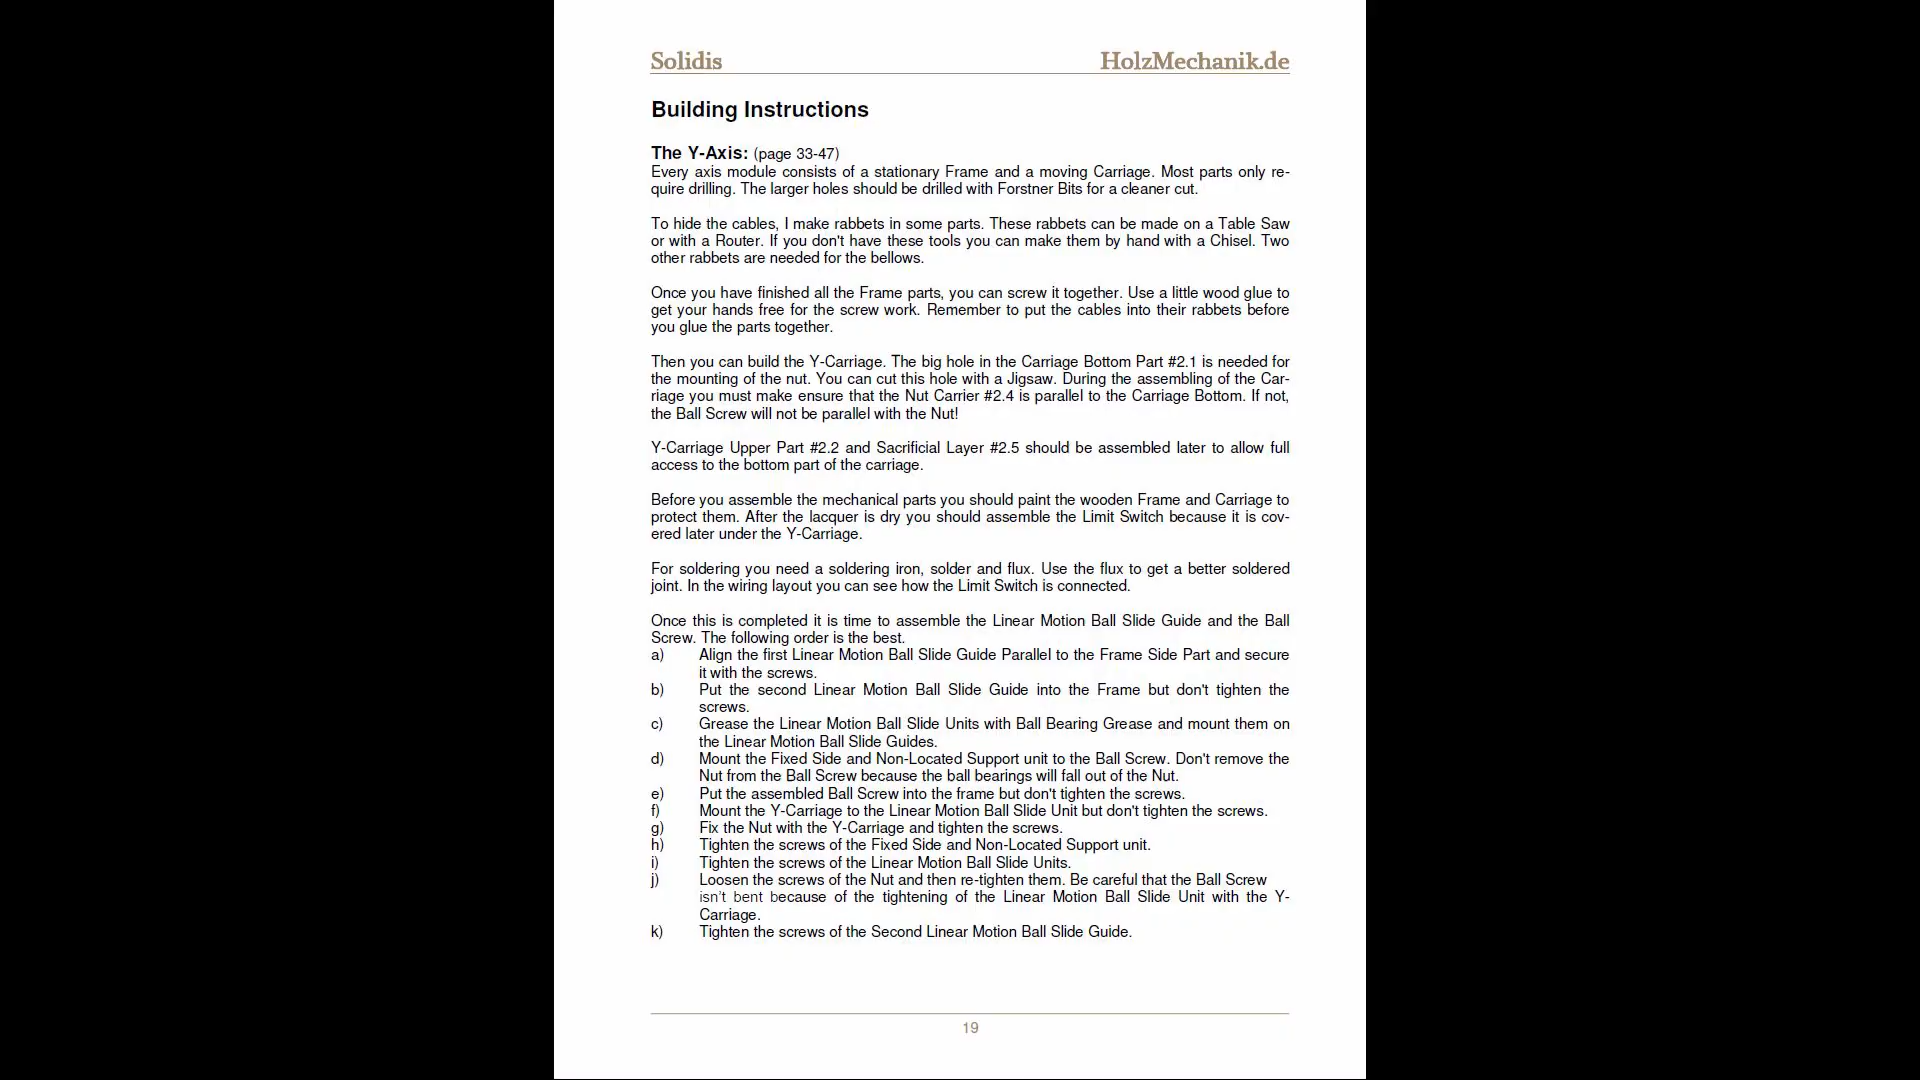 Solidis HolzMechanik.de
Building Instructions
The Y-Axis: (page 33-47)
Every axis module consists of a stationary Frame and a moving Carriage. Most parts only re-
quire drilling. The larger holes should be drilled with Forstner Bits for a cleaner cut.
To hide the cables, I make rabbets in some parts. These rabbets can be made on a Table Saw
or with a Router. If you don't have these tools you can make them by hand with a Chisel. Two
other rabbets are needed for the bellows.
Once you have finished all the Frame parts, you can screw it together. Use a little wood glue to
get your hands free for the screw work. Remember to put the cables into their rabbets before
you glue the parts together.
Then you can build the Y-Carriage. The big hole in the Carriage Bottom Part #2.1 is needed for
the mounting of the nut. You can cut this hole with a Jigsaw. During the assembling of the Car-
riage you must make ensure that the Nut Carrier #2.4 is parallel to the Carriage Bottom. If not,
the Ball Screw will not be parallel with the Nut!
Y-Carriage Upper Part #2.2 and Sacrificial Layer #2.5 should be assembled later to allow full
access to the bottom part of the carriage.
Before you assemble the mechanical parts you should paint the wooden Frame and Carriage to
protect them. After the lacquer is dry you should assemble the Limit Switch because it is cov-
ered later under the Y-Carriage.
For soldering you need a soldering iron, solder and flux. Use the flux to get a better soldered
joint. In the wiring layout you can see how the Limit Switch is connected.
Once this is completed it is time to assemble the Linear Motion Ball Slide Guide and the Ball
Screw. The following order is the best.
a) Align the first Linear Motion Ball Slide Guide Parallel to the Frame Side Part and secure
it with the screws.
b) Put the second Linear Motion Ball Slide Guide into the Frame but don't tighten the
screws.
c) Grease the Linear Motion Ball Slide Units with Ball Bearing Grease and mount them on
the Linear Motion Ball Slide Guides.
d) Mount the Fixed Side and Non-Located Support unit to the Ball Screw. Don't remove the
Nut from the Ball Screw because the ball bearings will fall out of the Nut.
e) Put the assembled Ball Screw into the frame but don't tighten the screws.
f) Mount the Y-Carriage to the Linear Motion Ball Slide Unit but don't tighten the screws.
g) Fix the Nut with the Y-Carriage and tighten the screws.
h) Tighten the screws of the Fixed Side and Non-Located Support unit.
i) Tighten the screws of the Linear Motion Ball Slide Units.
j) Loosen the screws of the Nut and then re-tighten them. Be careful that the Ball Screw
isn’t bent because of the tightening of the Linear Motion Ball Slide Unit with the Y-
Carriage.
k) Tighten the screws of the Second Linear Motion Ball Slide Guide.
19